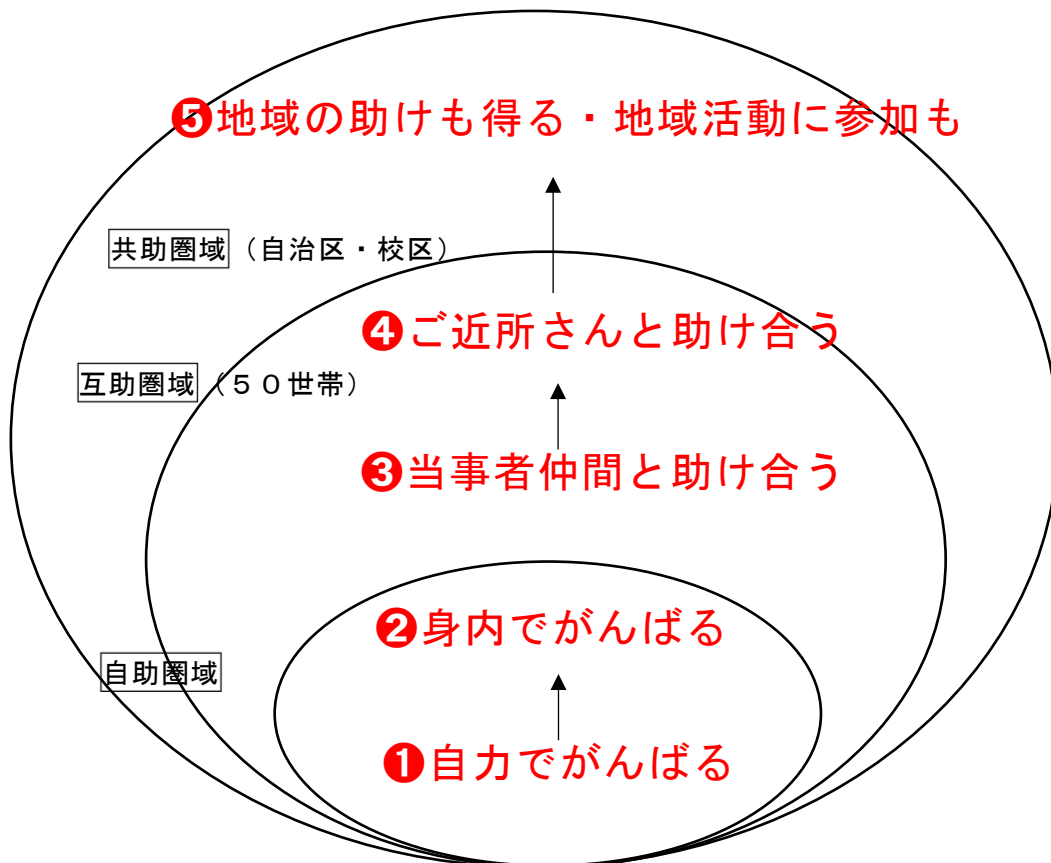 ❺地域の助けも得る・地域活動に参加も
共助圏域（自治区・校区）
❹ご近所さんと助け合う
互助圏域（５０世帯）
❸当事者仲間と助け合う
❷身内でがんばる
自助圏域
❶自力でがんばる